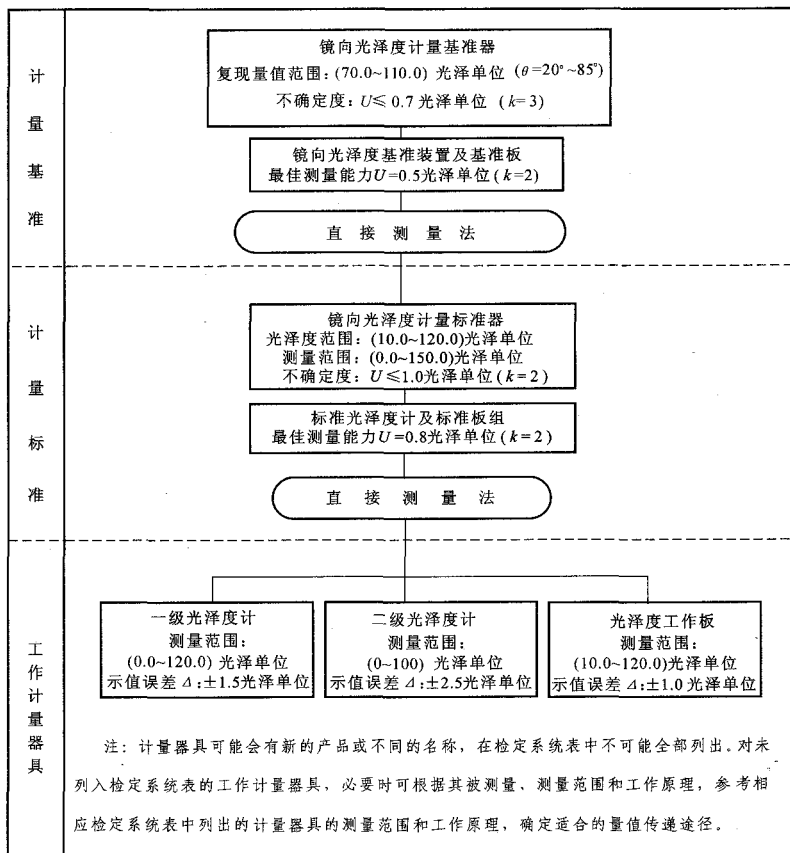 计量基准
镜向光泽度计量基准器
复现量值范围：(70.0~110.0) 光泽单位 (θ=20°~85°)
不确定度：U≤ 0.7 光泽单位 (k=3)
镜向光泽度基准装置及基准板
最佳测量能力U=0.5光泽单位(k=2)
直接测量法
计量标准
镜向光泽度计量标准器
光泽度范围：(10.0~120.0)光泽单位
测量范围：(0.0~150.0)光泽单位
不确定度：U≤1.0光泽单位(k=2)
标准光泽度计及标准板组
最佳测量能力U=0.8光泽单位(k=2)
直接测量法
工作计量器具
一级光泽度计
测量范围：
(0.0~120.0) 光泽单位
示值误差Δ:±1.5光泽单位
二级光泽度计
测量范围：
(0~100) 光泽单位
示值误差Δ:±2.5光泽单位
光泽度工作板
测量范围：
(10.0~120.0)光泽单位
示值误差Δ:±1.0光泽单位
注：计量器具可能会有新的产品或不同的名称，在检定系统表中不可能全部列出。对未
列入检定系统表的工作计量器具，必要时可根据其被测量、测量范围和工作原理，参考相
应检定系统表中列出的计量器具的测量范围和工作原理，确定适合的量值传递途径。